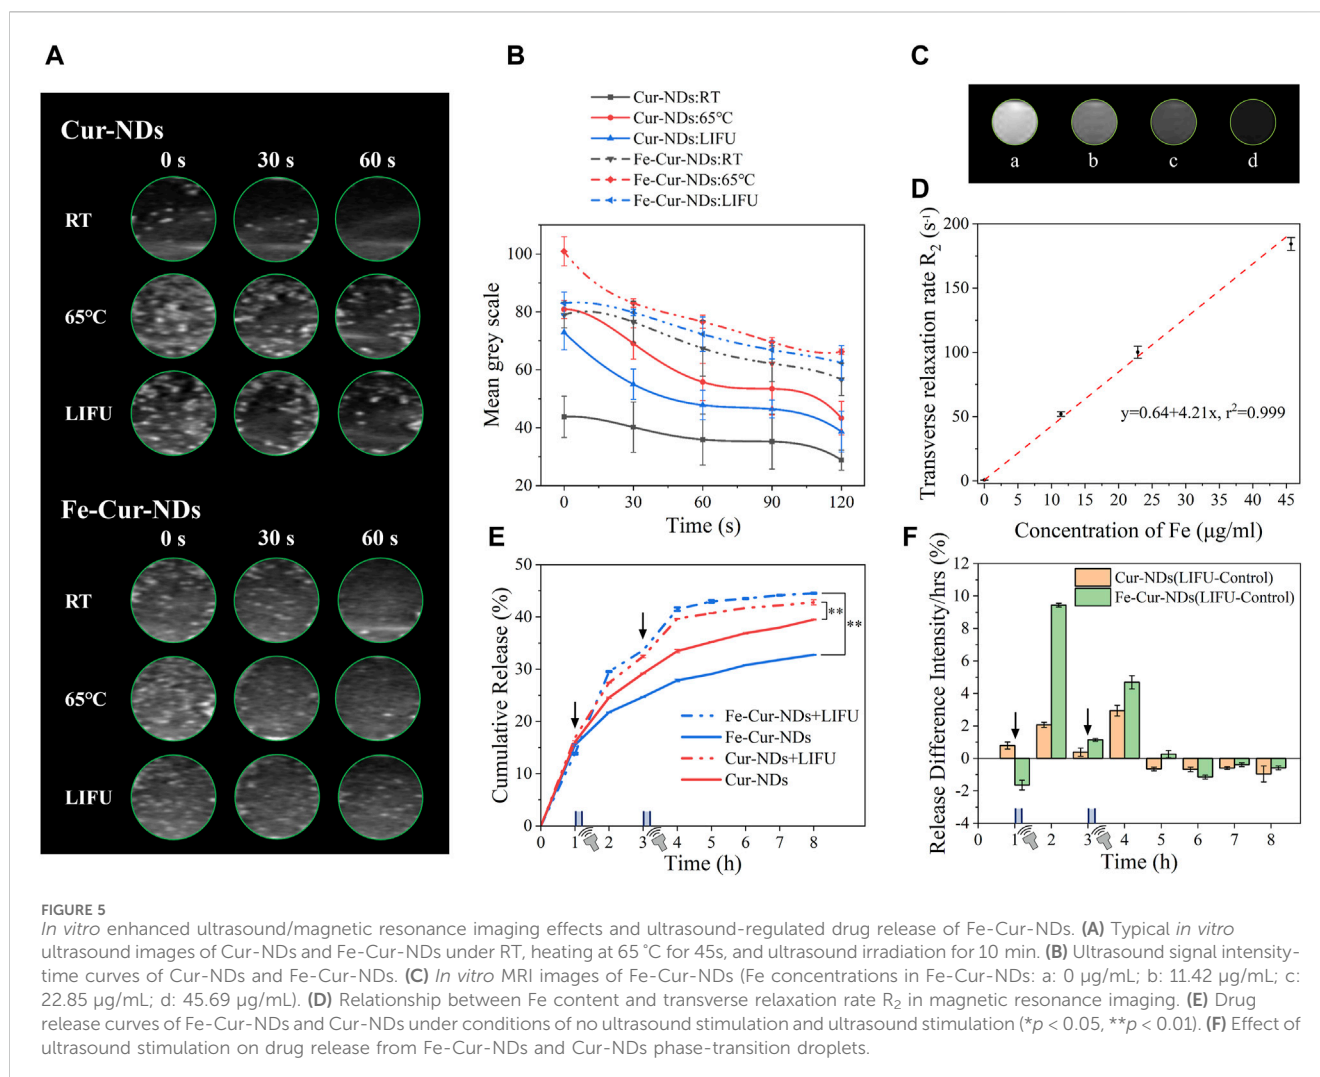 A
Cur-NDs
0 s 30 s 60 s
RT
65°C
LIFU
Fe-Cur-NDs
0 s 30 s 60 s
RT
65°C
LIFU
B
Cur-NDs:RT
Cur-NDs:65°C
Cur-NDs:LIFU
Fe-Cur-NDs:RT
Fe-Cur-NDs:65°C
Fe-Cur-NDs:LIFU
Mean grey scale
100
80
60
40
20
0 30 60 90 120
Time (s)
C
a b c d
D
Transverse relaxation rate R₂ (s⁻¹)
200
150
100
50
0
y=0.64+4.21x, r²=0.999
0 5 10 15 20 25 30 35 40 45
Concentration of Fe (μg/ml)
E
Cumulative Release (%)
50
40
30
20
10
0
**
**
Fe-Cur-NDs+LIFU
Fe-Cur-NDs
Cur-NDs+LIFU
Cur-NDs
0 1 2 3 4 5 6 7 8
Time (h)
F
Release Difference Intensity/hrs (%)
12
10
8
6
4
2
0
-2
-4
Cur-NDs(LIFU-Control)
Fe-Cur-NDs(LIFU-Control)
0 1 2 3 4 5 6 7 8
Time (h)
FIGURE 5
In vitro enhanced ultrasound/magnetic resonance imaging effects and ultrasound-regulated drug release of Fe-Cur-NDs. (A) Typical in vitro
ultrasound images of Cur-NDs and Fe-Cur-NDs under RT, heating at 65 °C for 45s, and ultrasound irradiation for 10 min. (B) Ultrasound signal intensity-
time curves of Cur-NDs and Fe-Cur-NDs. (C) In vitro MRI images of Fe-Cur-NDs (Fe concentrations in Fe-Cur-NDs: a: 0 μg/mL; b: 11.42 μg/mL; c:
22.85 μg/mL; d: 45.69 μg/mL). (D) Relationship between Fe content and transverse relaxation rate R₂ in magnetic resonance imaging. (E) Drug
release curves of Fe-Cur-NDs and Cur-NDs under conditions of no ultrasound stimulation and ultrasound stimulation (*p < 0.05, **p < 0.01). (F) Effect of
ultrasound stimulation on drug release from Fe-Cur-NDs and Cur-NDs phase-transition droplets.